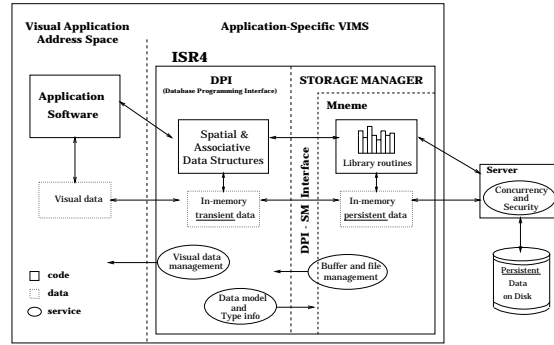 Visual Application
Address Space
Application-Specific VIMS
ISR4
DPI
(Database Programming Interface)
STORAGE MANAGER
Mneme
Application
Software
Spatial &
Associative
Data Structures
Library routines
Server
Concurrency
and
Security
Visual data
In-memory
transient data
DPI - SM Interface
In-memory
persistent data
Visual data
management
Buffer and file
management
Data model
and
Type info
Persistent
Data
on Disk
code
data
service